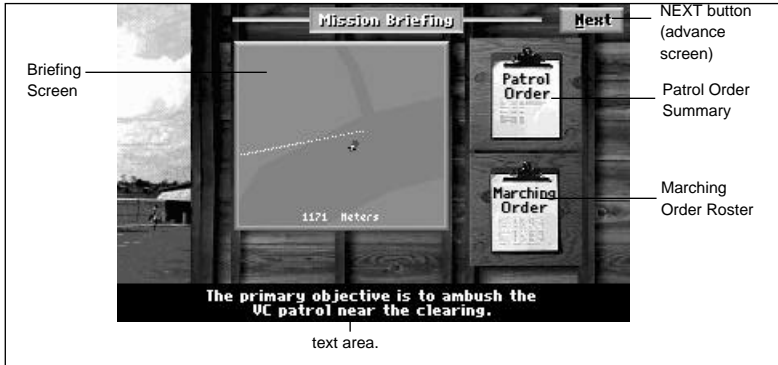 Mission Briefing
Next
NEXT button
(advance
screen)
Briefing
Screen
Patrol
Order
Patrol Order
Summary
1171 Meters
Marching
Order
Marching
Order Roster
The primary objective is to ambush the
VC patrol near the clearing.
text area.